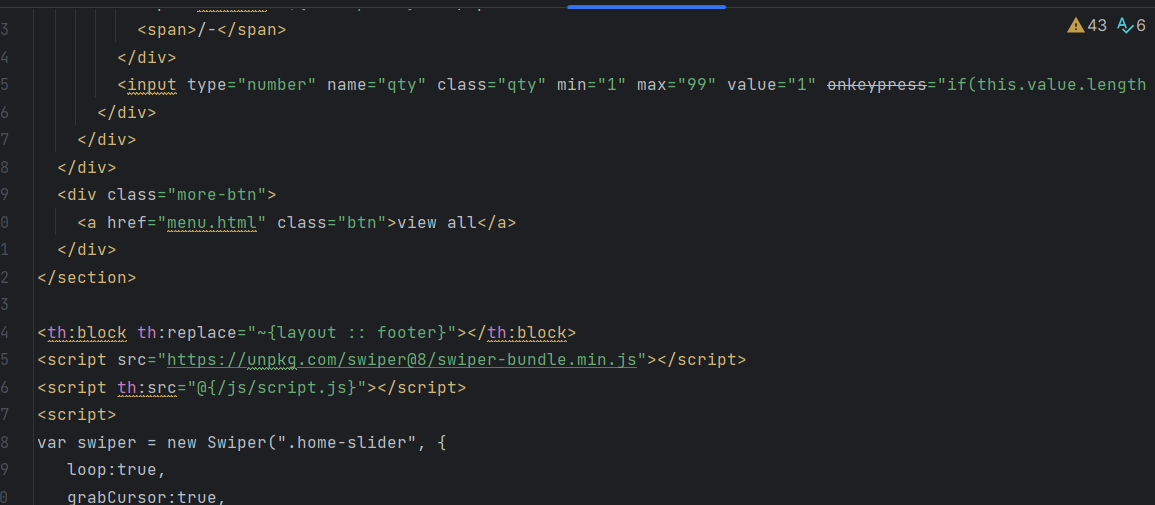 3 <span>/-</span>
43 6
4 </div>
5 <input type="number" name="qty" class="qty" min="1" max="99" value="1" onkeypress="if(this.value.length
6 </div>
7 </div>
8 </div>
9 <div class="more-btn">
0 <a href="menu.html" class="btn">view all</a>
1 </div>
2 </section>
3
4 <th:block th:replace="~{layout :: footer}"></th:block>
5 <script src="https://unpkg.com/swiper@8/swiper-bundle.min.js"></script>
6 <script th:src="@{/js/script.js}"></script>
7 <script>
8 var swiper = new Swiper(".home-slider", {
9 loop:true,
0 grabCursor:true,